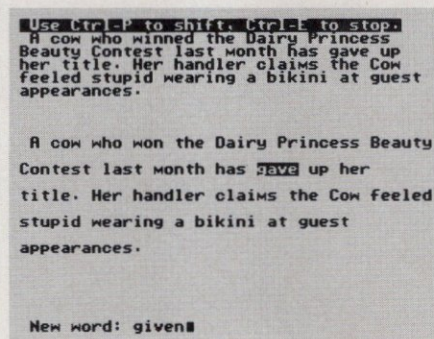 Use Ctrl-P to shift. Ctrl-E to stop.
A cow who winned the Dairy Princess
Beauty Contest last month has gave up
her title. Her handler claims the Cow
feeled stupid wearing a bikini at guest
appearances.
A cow who won the Dairy Princess Beauty
Contest last month has gave up her
title. Her handler claims the Cow feeled
stupid wearing a bikini at guest
appearances.
New word: given